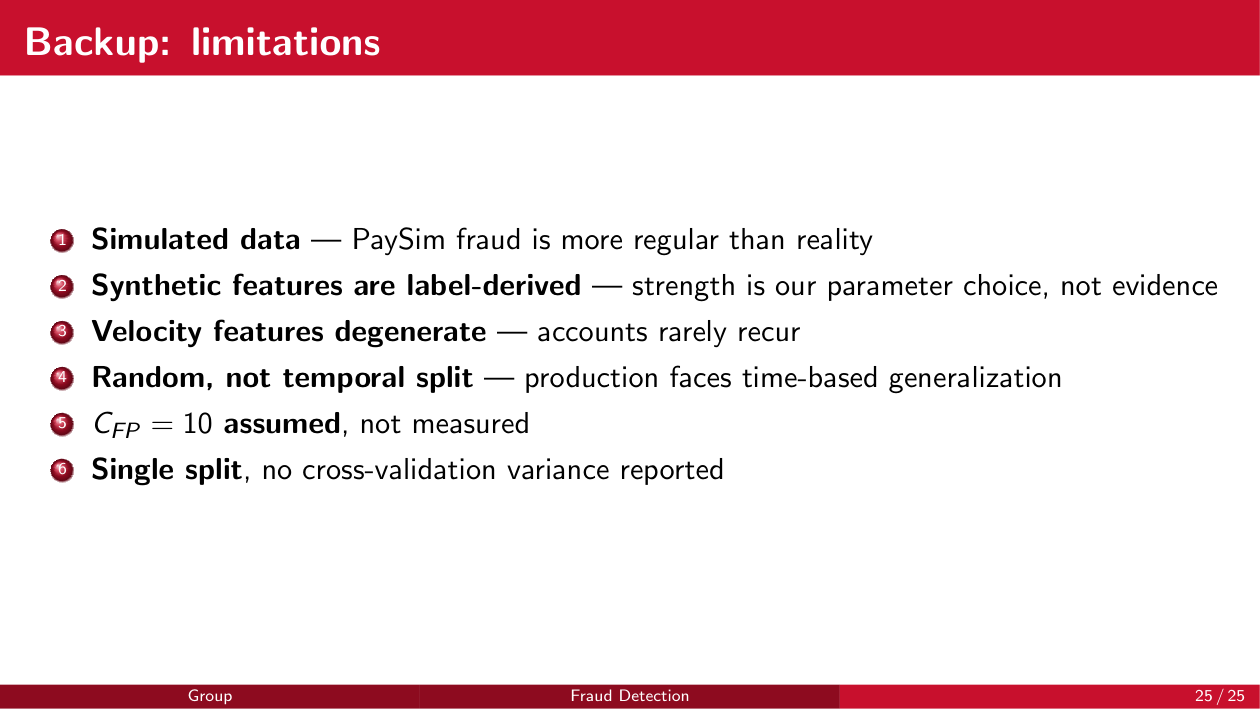 Backup: limitations
1 Simulated data — PaySim fraud is more regular than reality
2 Synthetic features are label-derived — strength is our parameter choice, not evidence
3 Velocity features degenerate — accounts rarely recur
4 Random, not temporal split — production faces time-based generalization
5 C_FP = 10 assumed, not measured
6 Single split, no cross-validation variance reported
Group Fraud Detection 25 / 25